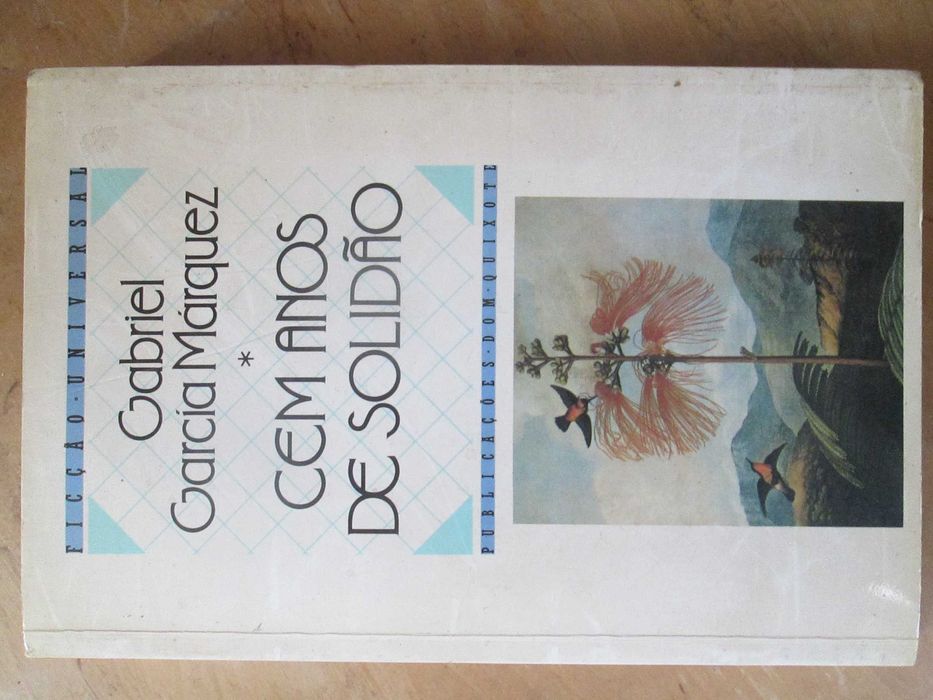 FICÇÃO · UNIVERSAL
Gabriel
García Márquez
*
CEM ANOS
DE SOLIDÃO
PUBLICAÇÕES · DOM · QUIXOTE